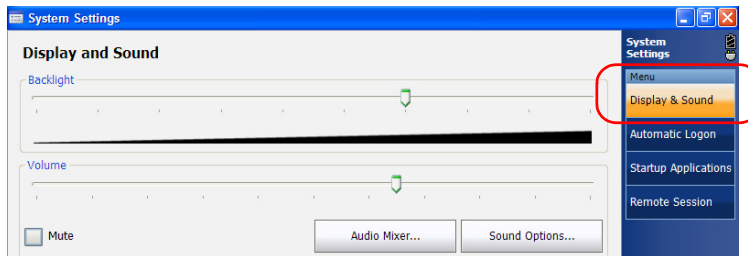 System Settings
Display and Sound
Backlight
Volume
Mute
Audio Mixer...
Sound Options...
System
Settings
Menu
Display & Sound
Automatic Logon
Startup Applications
Remote Session